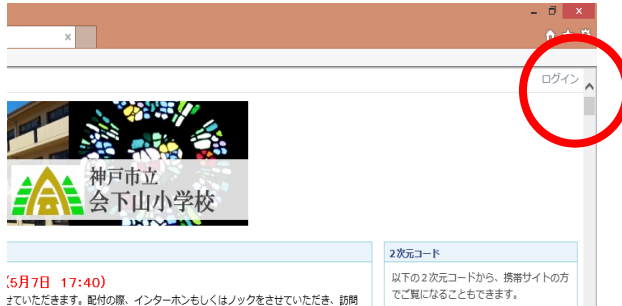 ログイン
神戸市立
会下山小学校
2次元コード
(5月7日 17:40)
以下の2次元コードから、携帯サイトの方
でご覧になることもできます。
せていただきます。配付の際、インターホンもしくはノックをさせていただき、訪問